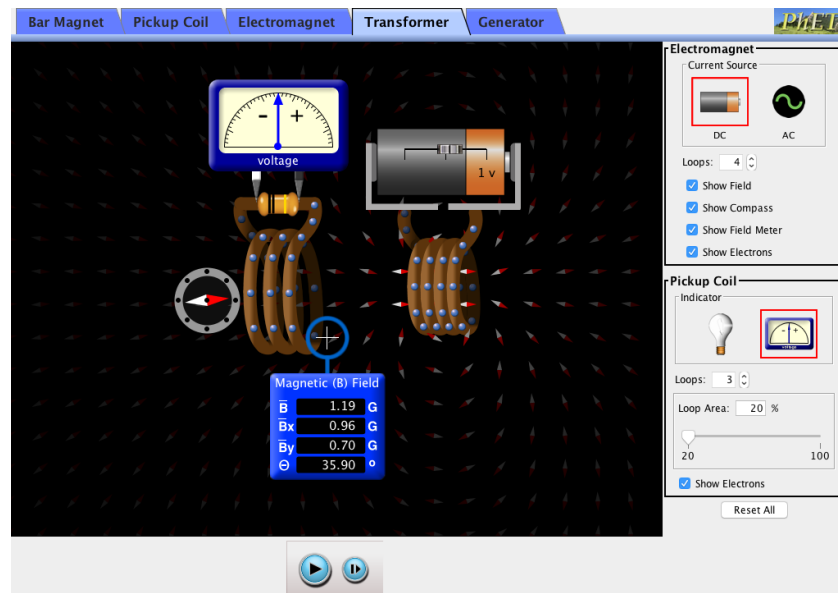 Bar Magnet Pickup Coil Electromagnet Transformer Generator
PhET
Electromagnet
Current Source
DC AC
Loops: 4
Show Field
Show Compass
Show Field Meter
Show Electrons
- +
voltage
1 v
Magnetic (B) Field
B 1.19 G
Bx 0.96 G
By 0.70 G
Θ 35.90 º
Pickup Coil
Indicator
- +
voltage
Loops: 3
Loop Area: 20 %
20 100
Show Electrons
Reset All